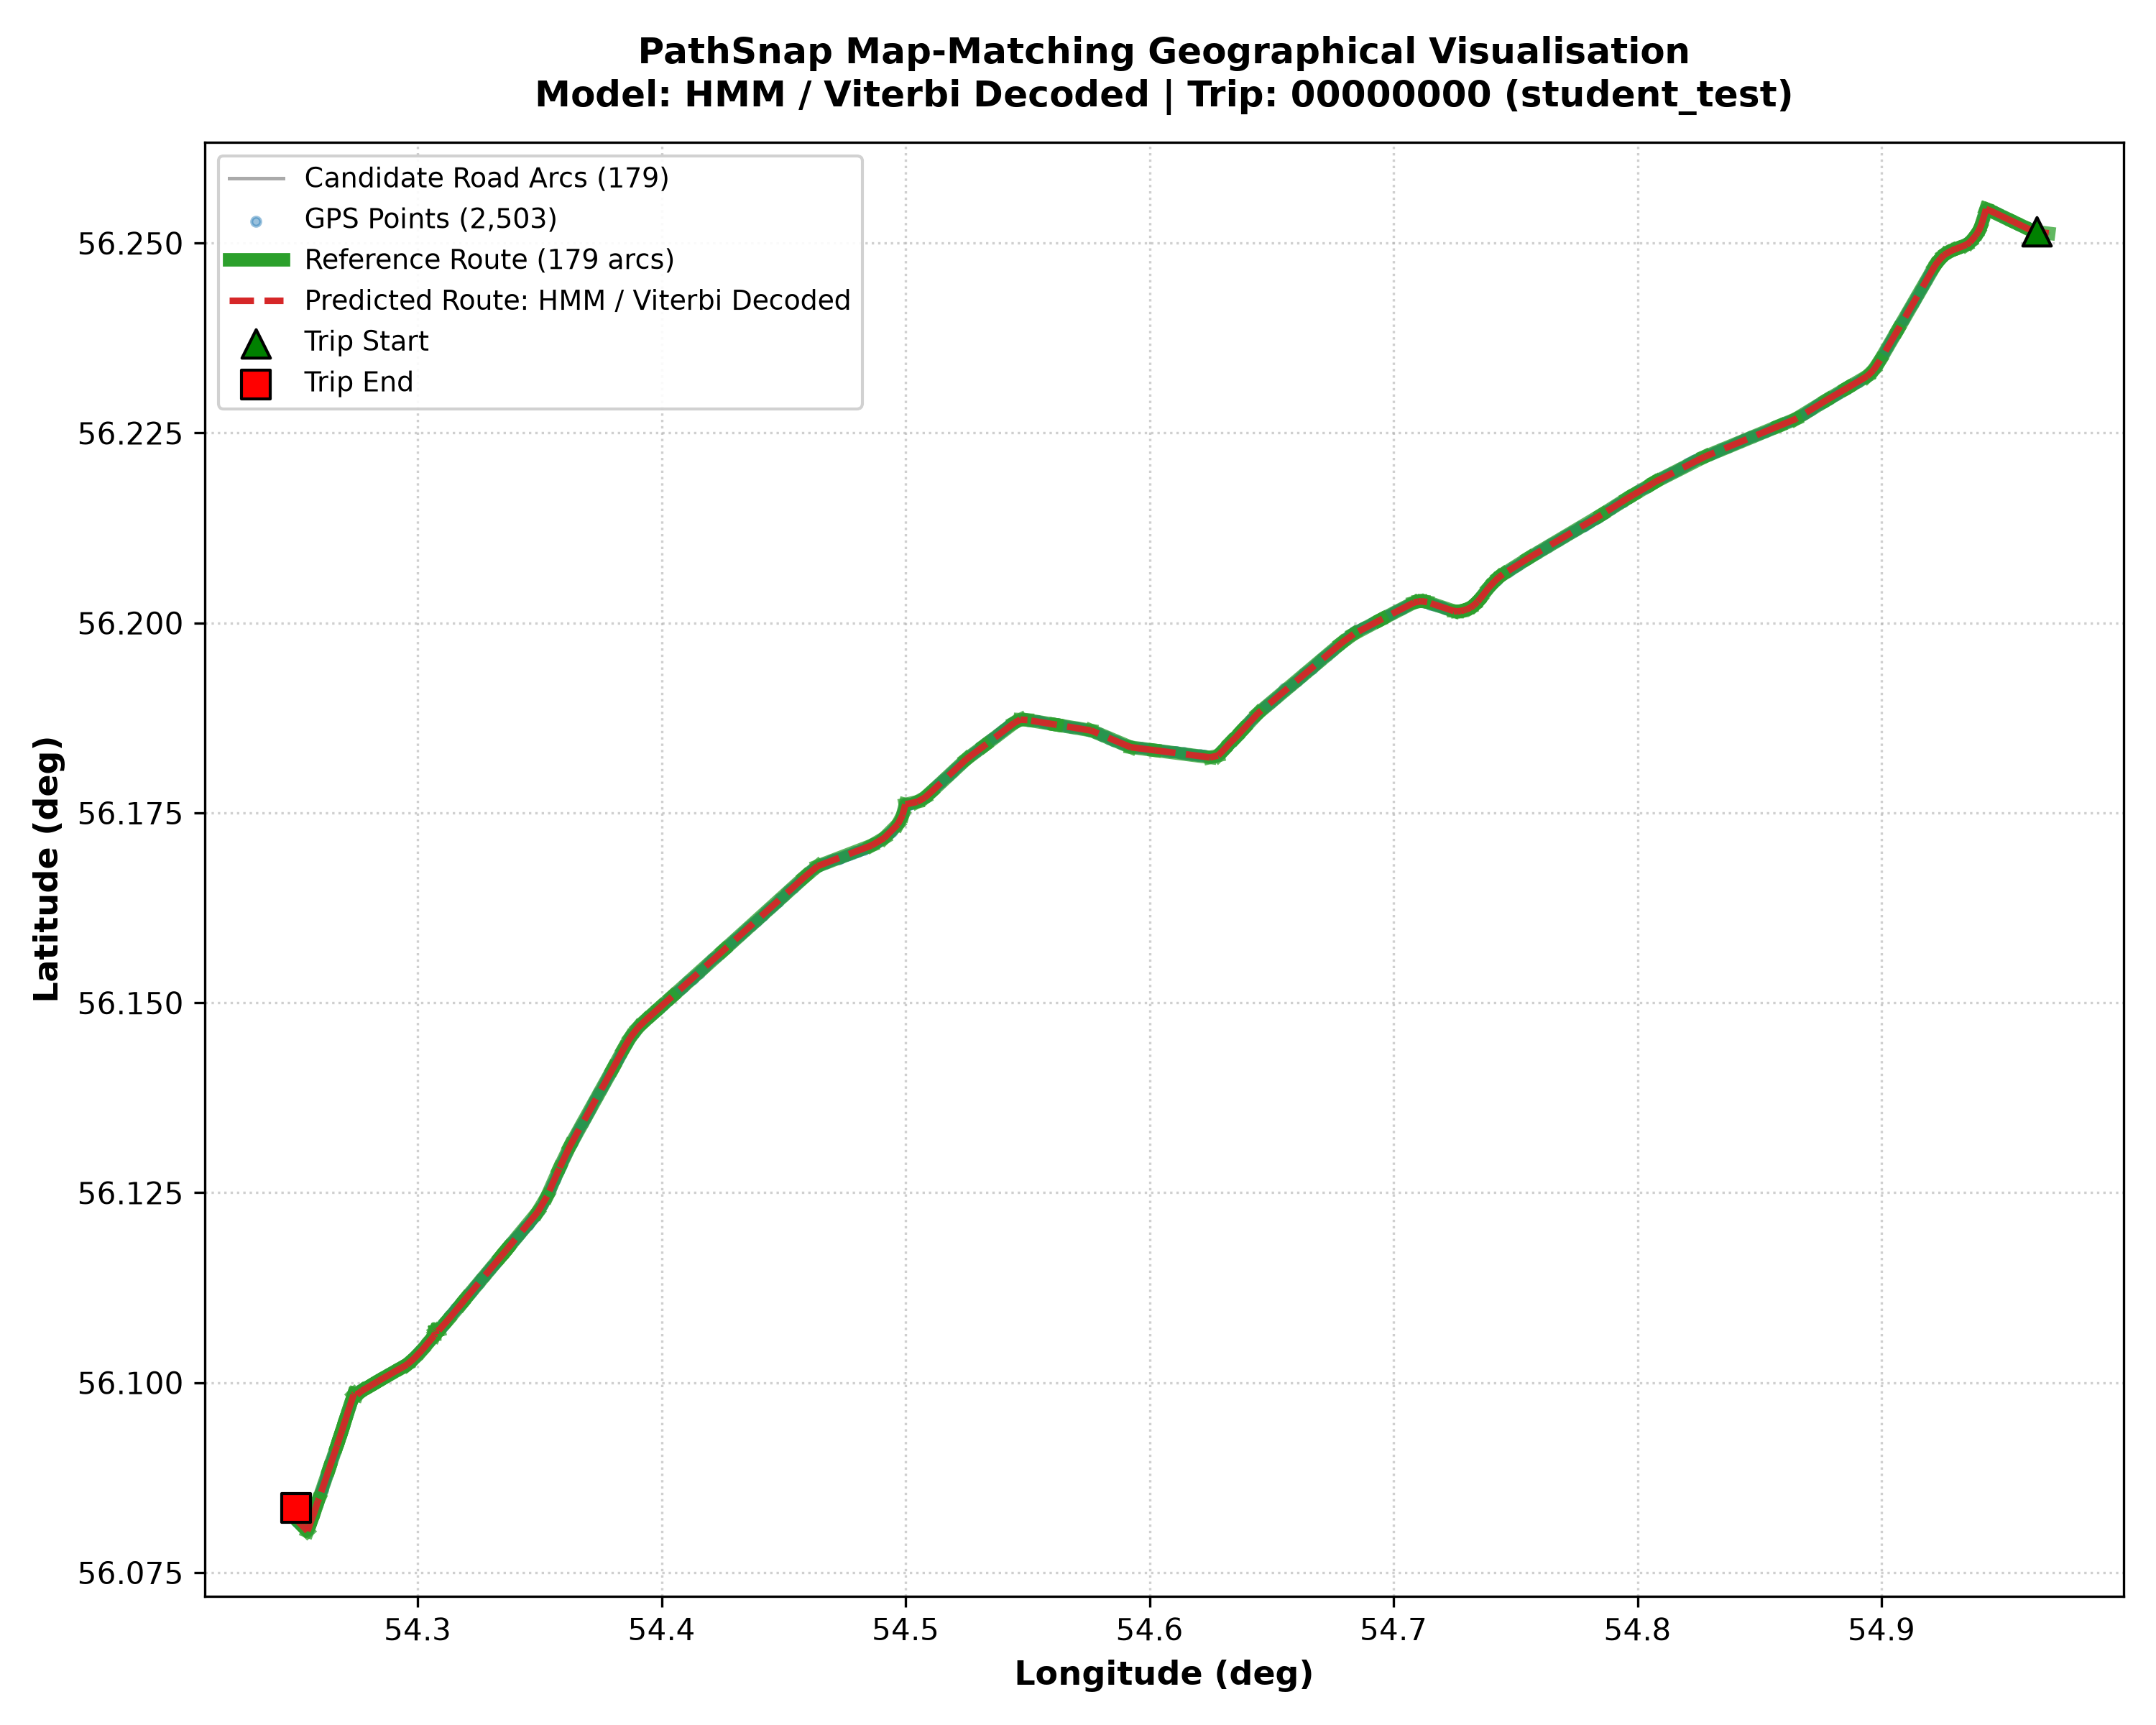 PathSnap Map-Matching Geographical Visualisation
Model: HMM / Viterbi Decoded | Trip: 00000000 (student_test)
Candidate Road Arcs (179)
GPS Points (2,503)
Reference Route (179 arcs)
Predicted Route: HMM / Viterbi Decoded
Trip Start
Trip End
56.250
56.225
56.200
56.175
56.150
56.125
56.100
56.075
Latitude (deg)
54.3 54.4 54.5 54.6 54.7 54.8 54.9
Longitude (deg)